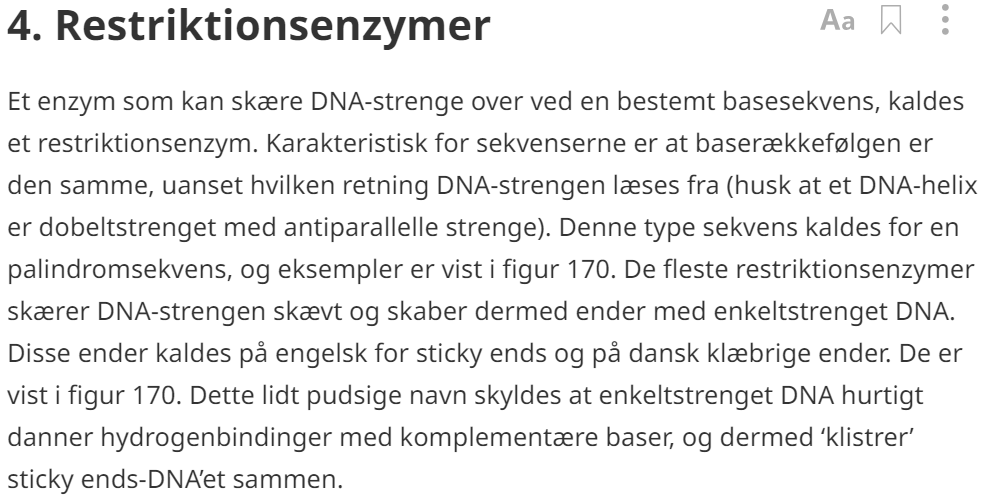 4. Restriktionsenzymer
Aa
Et enzym som kan skære DNA-strenge over ved en bestemt basesekvens, kaldes
et restriktionsenzym. Karakteristisk for sekvenserne er at baserækkefølgen er
den samme, uanset hvilken retning DNA-strengen læses fra (husk at et DNA-helix
er dobeltstrenget med antiparallelle strenge). Denne type sekvens kaldes for en
palindromsekvens, og eksempler er vist i figur 170. De fleste restriktionsenzymer
skærer DNA-strengen skævt og skaber dermed ender med enkeltstrenget DNA.
Disse ender kaldes på engelsk for sticky ends og på dansk klæbrige ender. De er
vist i figur 170. Dette lidt pudsige navn skyldes at enkeltstrenget DNA hurtigt
danner hydrogenbindinger med komplementære baser, og dermed ‘klistrer’
sticky ends-DNA’et sammen.